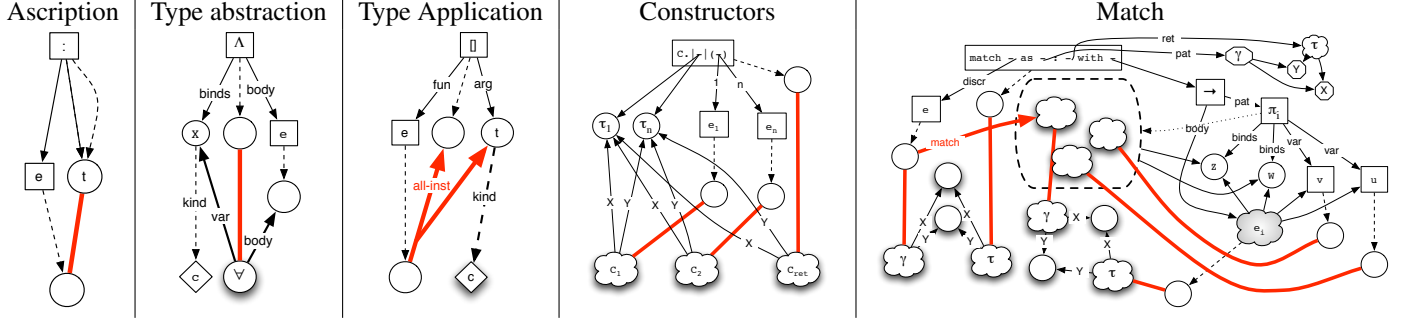 Ascription
:
e
t
Type abstraction
Λ
binds
body
x
e
kind
var
body
c
∀
Type Application
[]
fun
arg
e
t
all-inst
kind
c
Constructors
c.|-|(-)
1
n
τI
τn
e1
en
X
Y
X
Y
Y
X
c1
c2
cret
Match
ret
pat
τ
γ
Y
X
match - as - : - with -
discr
e
→
pat
πi
body
binds
binds
var
var
match
z
w
v
u
ei
X
Y
X
Y
γ
τ
γ
X
Y
X
Y
τ